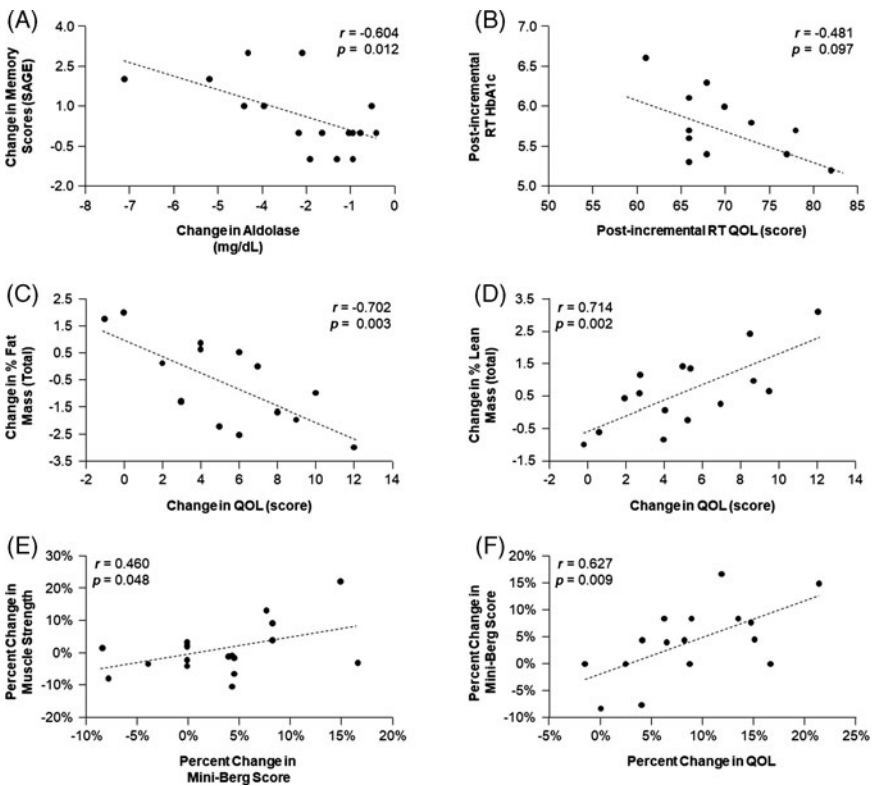 (A)
4.0
2.5
1.0
-0.5
-2.0
r = -0.604
p = 0.012
Change in Memory
Scores (SAGE)
-8 -7 -6 -5 -4 -3 -2 -1 0
Change in Aldolase
(mg/dL)
(B)
7.0
6.5
6.0
5.5
5.0
r = -0.481
p = 0.097
Post-incremental
RT HbA1c
50 55 60 65 70 75 80 85
Post-incremental RT QOL (score)
(C)
2.5
1.5
0.5
-0.5
-1.5
-2.5
-3.5
r = -0.702
p = 0.003
Change in % Fat
Mass (Total)
-2 0 2 4 6 8 10 12 14
Change in QOL (score)
(D)
3.5
2.5
1.5
0.5
-0.5
-1.5
r = 0.714
p = 0.002
Change in % Lean
Mass (total)
-2 0 2 4 6 8 10 12 14
Change in QOL (score)
(E)
30%
20%
10%
0%
-10%
-20%
r = 0.460
p = 0.048
Percent Change in
Muscle Strength
-10% -5% 0% 5% 10% 15% 20%
Percent Change in
Mini-Berg Score
(F)
20%
15%
10%
5%
0%
-5%
-10%
r = 0.627
p = 0.009
Percent Change in
Mini-Berg Score
-5% 0% 5% 10% 15% 20% 25%
Percent Change in QOL